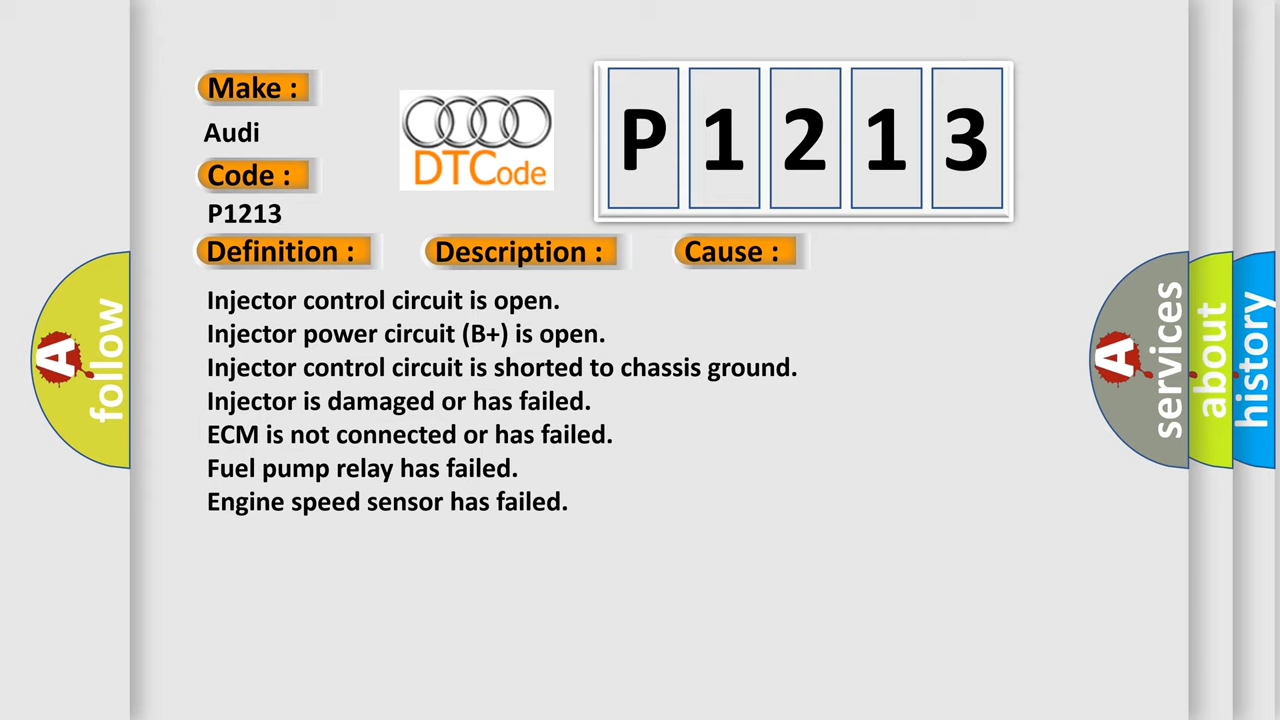 Make :
Audi
Code :
P1213
DTCode
P 1 2 1 3
Definition :
Description :
Cause :
Injector control circuit is open.
Injector power circuit (B+) is open.
Injector control circuit is shorted to chassis ground.
Injector is damaged or has failed.
ECM is not connected or has failed.
Fuel pump relay has failed.
Engine speed sensor has failed.
A
follow
A
services
about
history